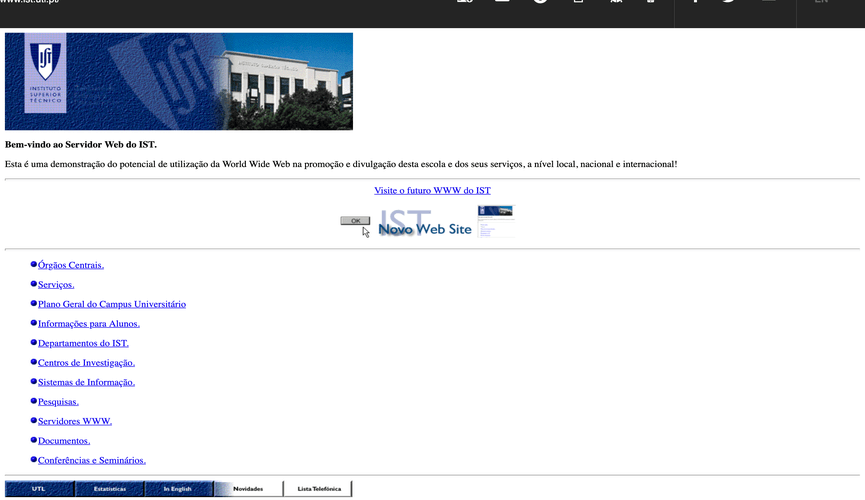 www.ist.utl.pt/
EN
INSTITUTO
SUPERIOR
TÉCNICO
Bem-vindo ao Servidor Web do IST.
Esta é uma demonstração do potencial de utilização da World Wide Web na promoção e divulgação desta escola e dos seus serviços, a nível local, nacional e internacional!
Visite o futuro WWW do IST
OK
IST
Novo Web Site
Órgãos Centrais.
Serviços.
Plano Geral do Campus Universitário
Informações para Alunos.
Departamentos do IST.
Centros de Investigação.
Sistemas de Informação.
Pesquisas.
Servidores WWW.
Documentos.
Conferências e Seminários.
UTL Estatísticas In English Novidades Lista Telefónica